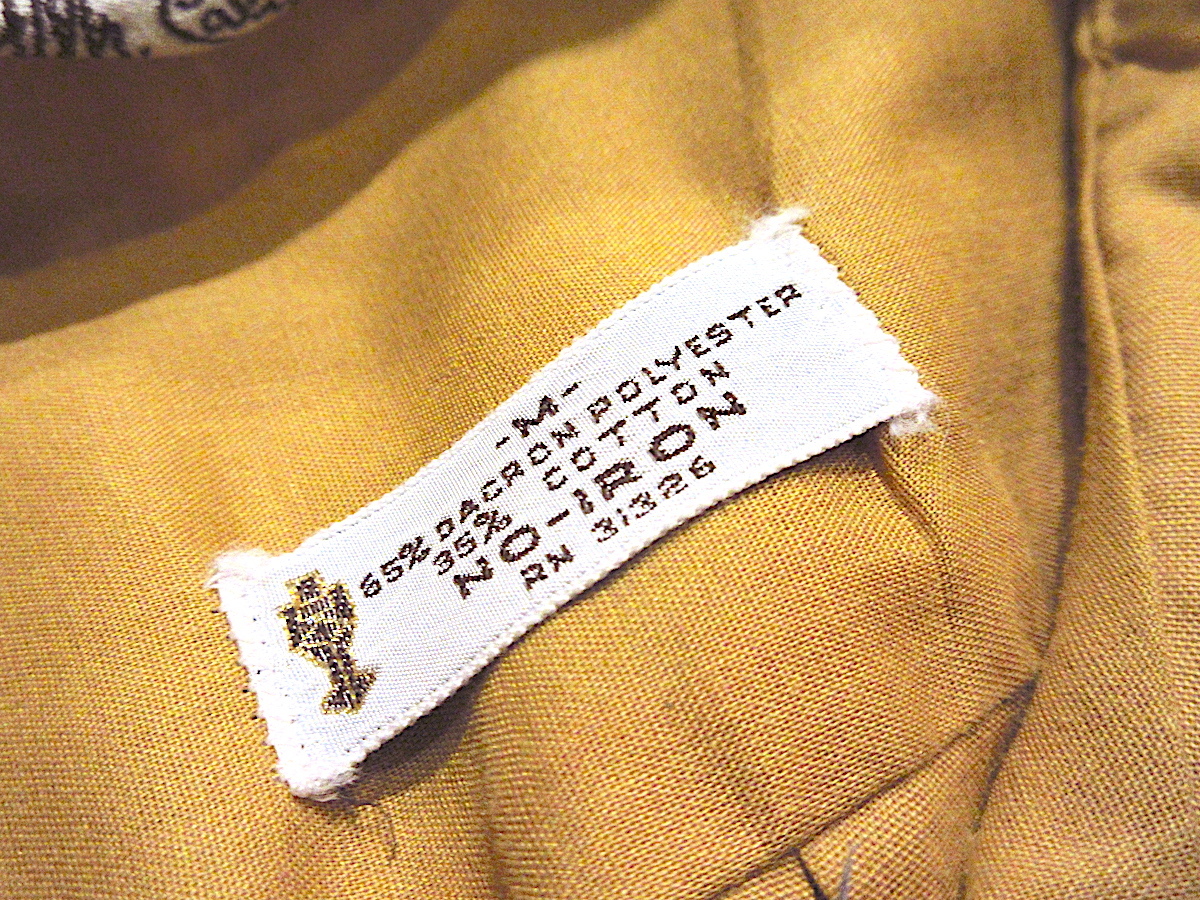 -M-
65% DACRON POLYESTER
35% COTTON
NO-IRON
RN 31326